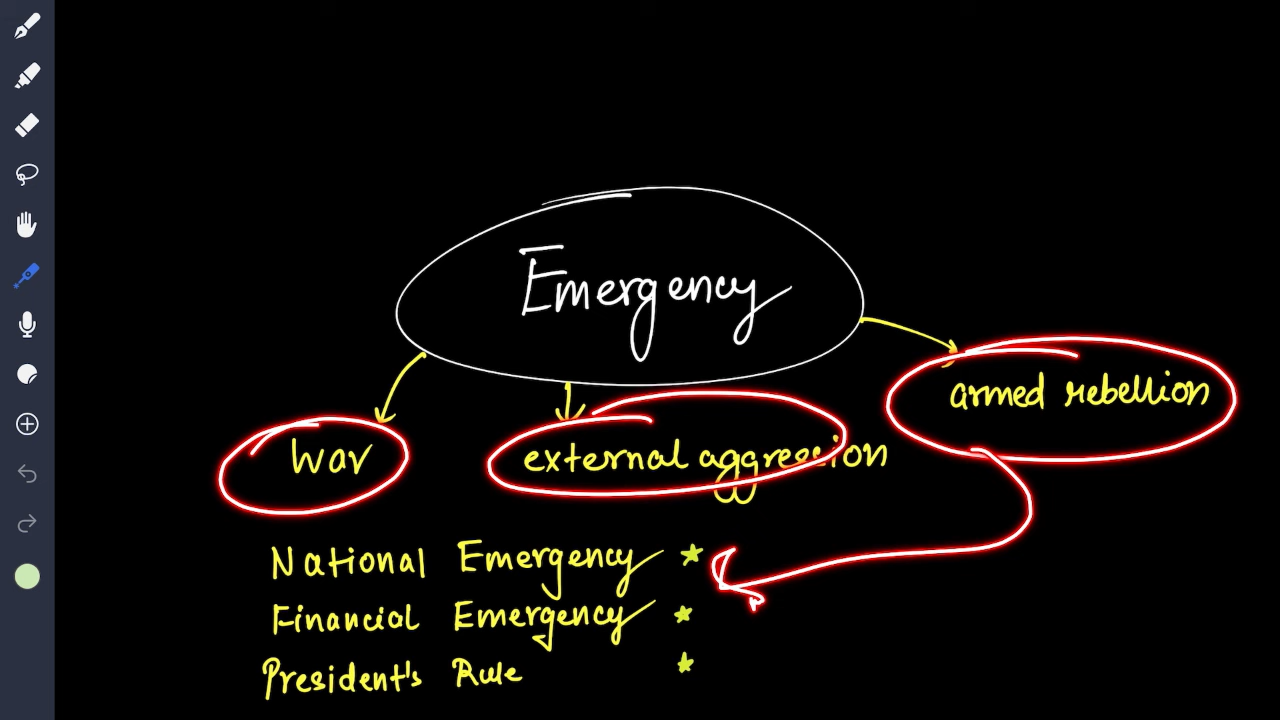 Emergency
armed rebellion
War
external aggression
National Emergency *
Financial Emergency *
President's Rule *